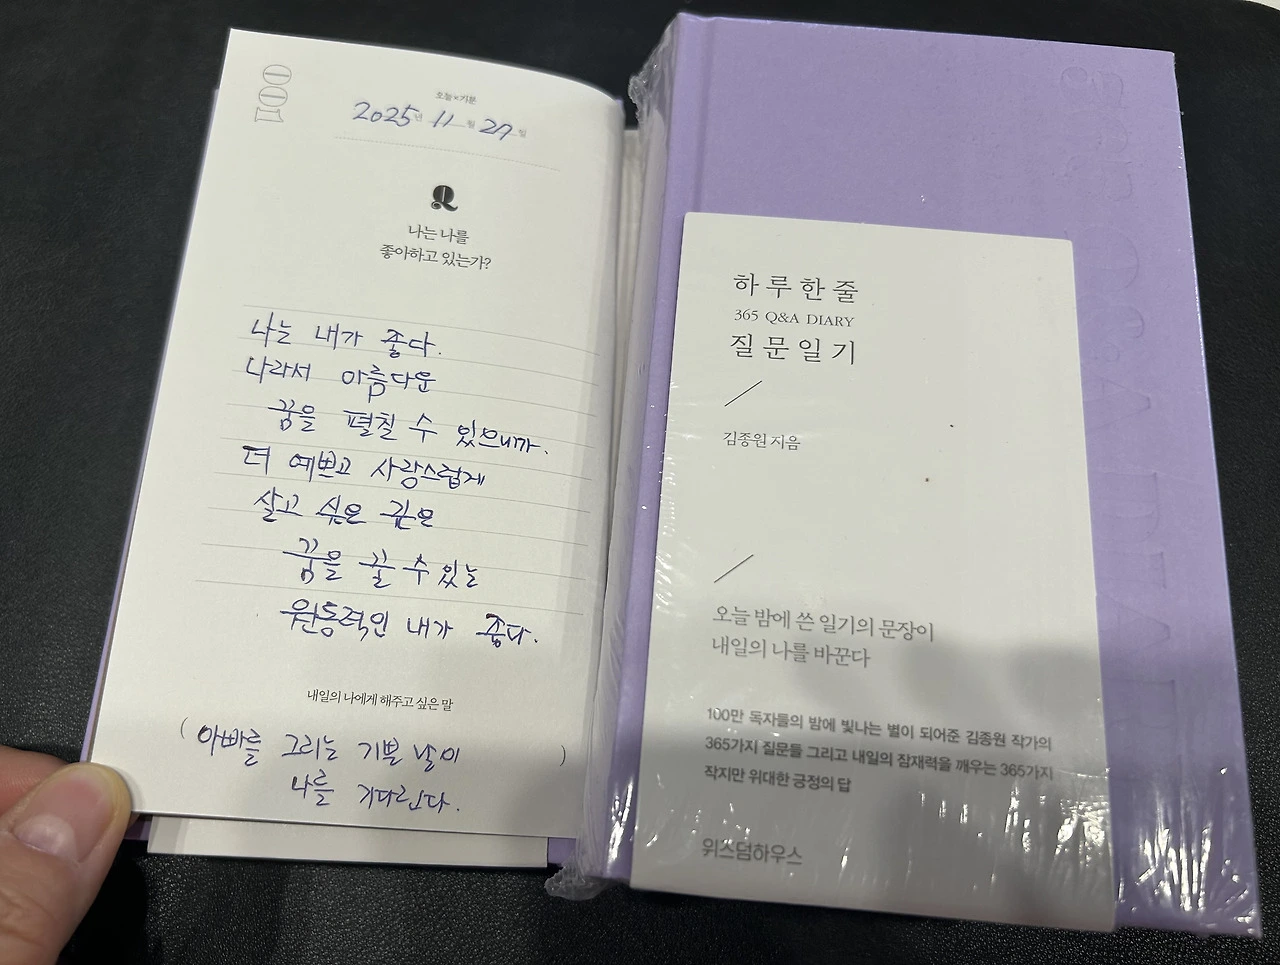 001
오늘×기분
2025년 11월 27일
Q
나는 나를
좋아하고 있는가?
나는 내가 좋다.
나라서 아름다운
꿈을 펼칠 수 있으니까.
더 예쁘고 사랑스럽게
살고 싶은 깊은
꿈을 꿀 수 있는
원동력인 내가 좋다.
내일의 나에게 해주고 싶은 말
( 아빠를 그리는 기쁜 날이 )
나를 기다린다.
하루 한 줄
365 Q&A DIARY
질문일기
김종원 지음
오늘 밤에 쓴 일기의 문장이
내일의 나를 바꾼다
100만 독자들의 밤에 빛나는 별이 되어준 김종원 작가의
365가지 질문들 그리고 내일의 잠재력을 깨우는 365가지
작지만 위대한 긍정의 답
위즈덤하우스